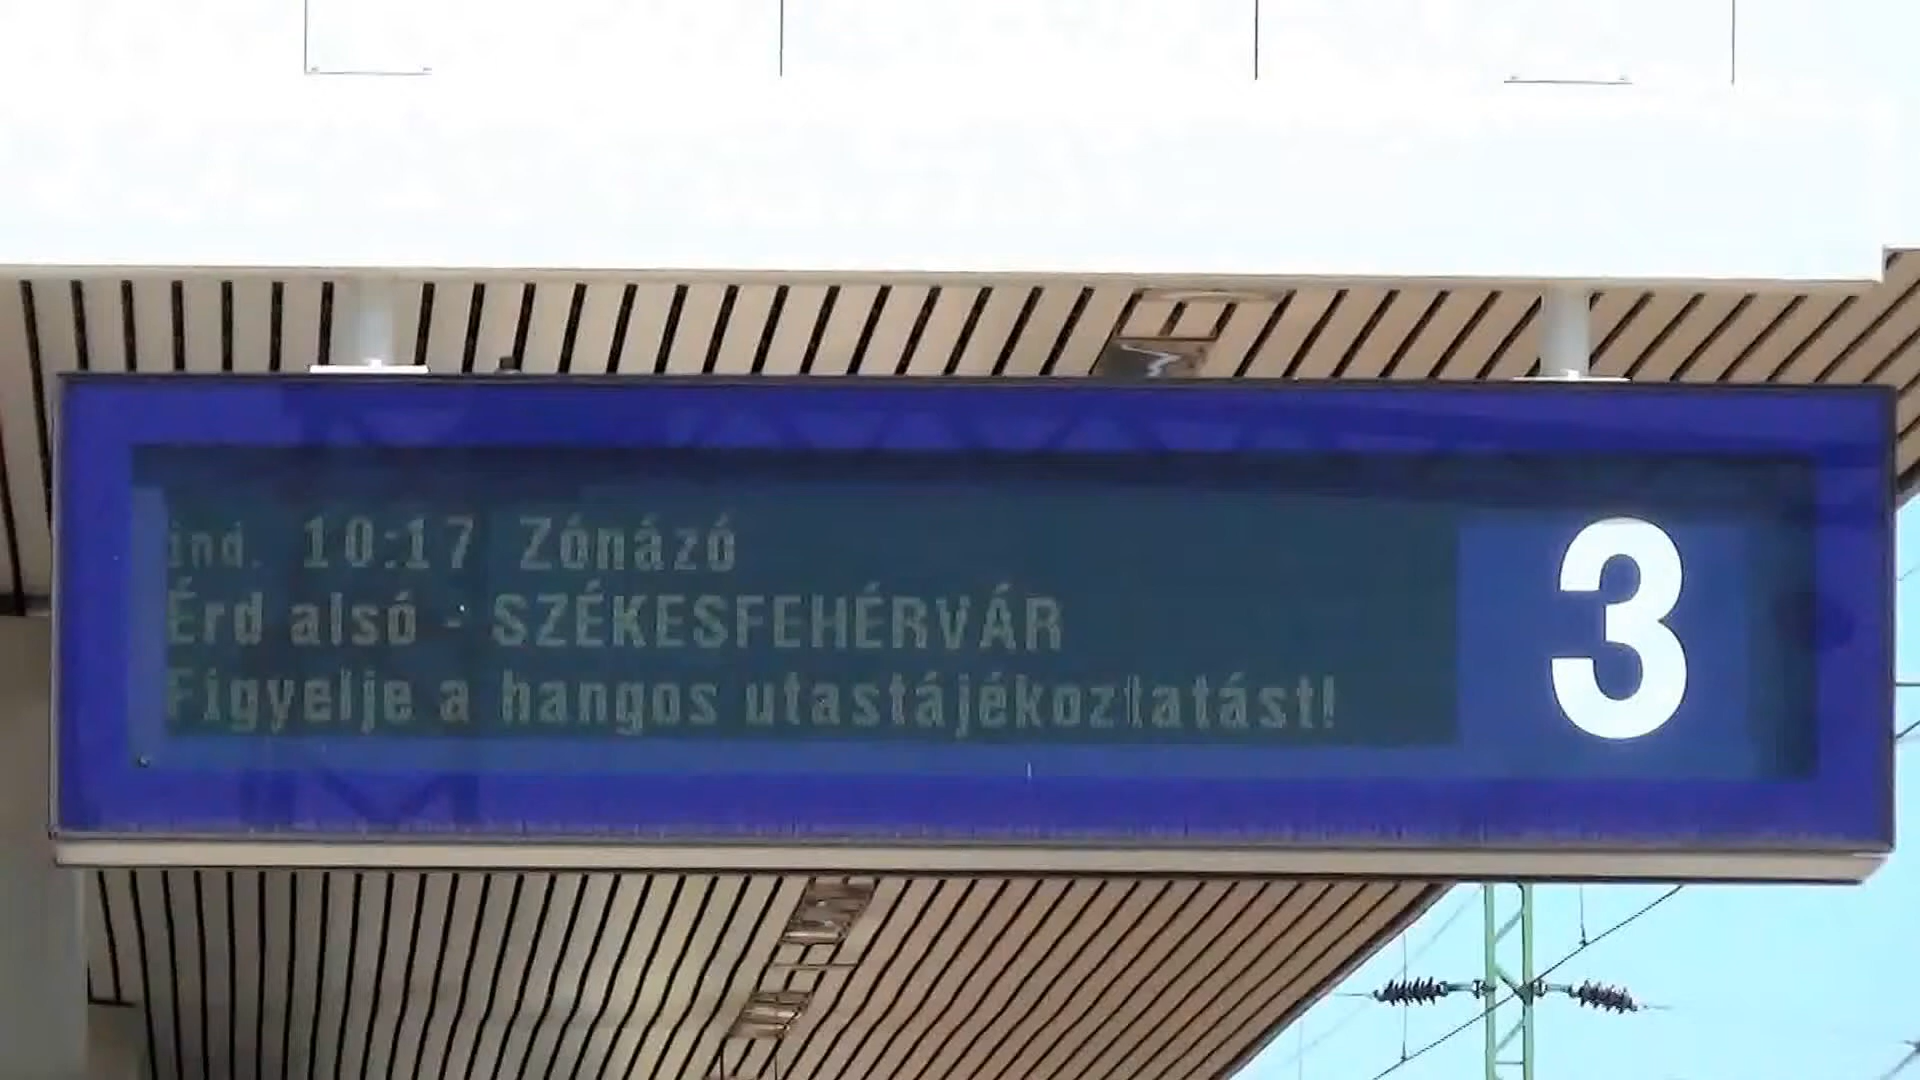 ind. 10:17 Zónázó
Érd alsó - SZÉKESFEHÉRVÁR
Figyelje a hangos utastájékoztatást!
3